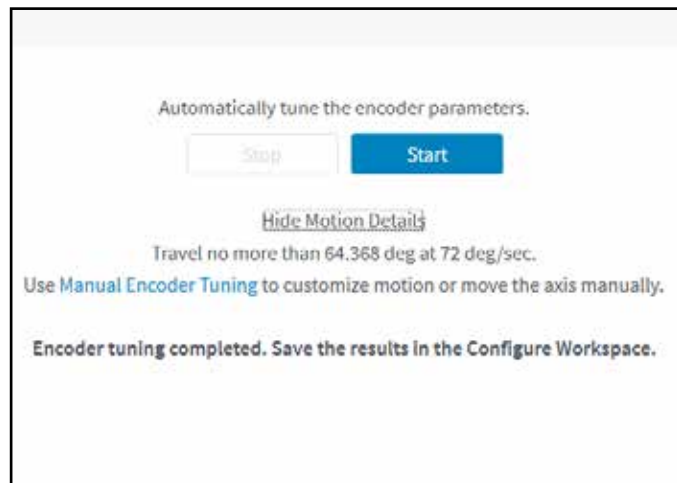 Automatically tune the encoder parameters.
Stop Start
Hide Motion Details
Travel no more than 64.368 deg at 72 deg/sec.
Use Manual Encoder Tuning to customize motion or move the axis manually.
Encoder tuning completed. Save the results in the Configure Workspace.